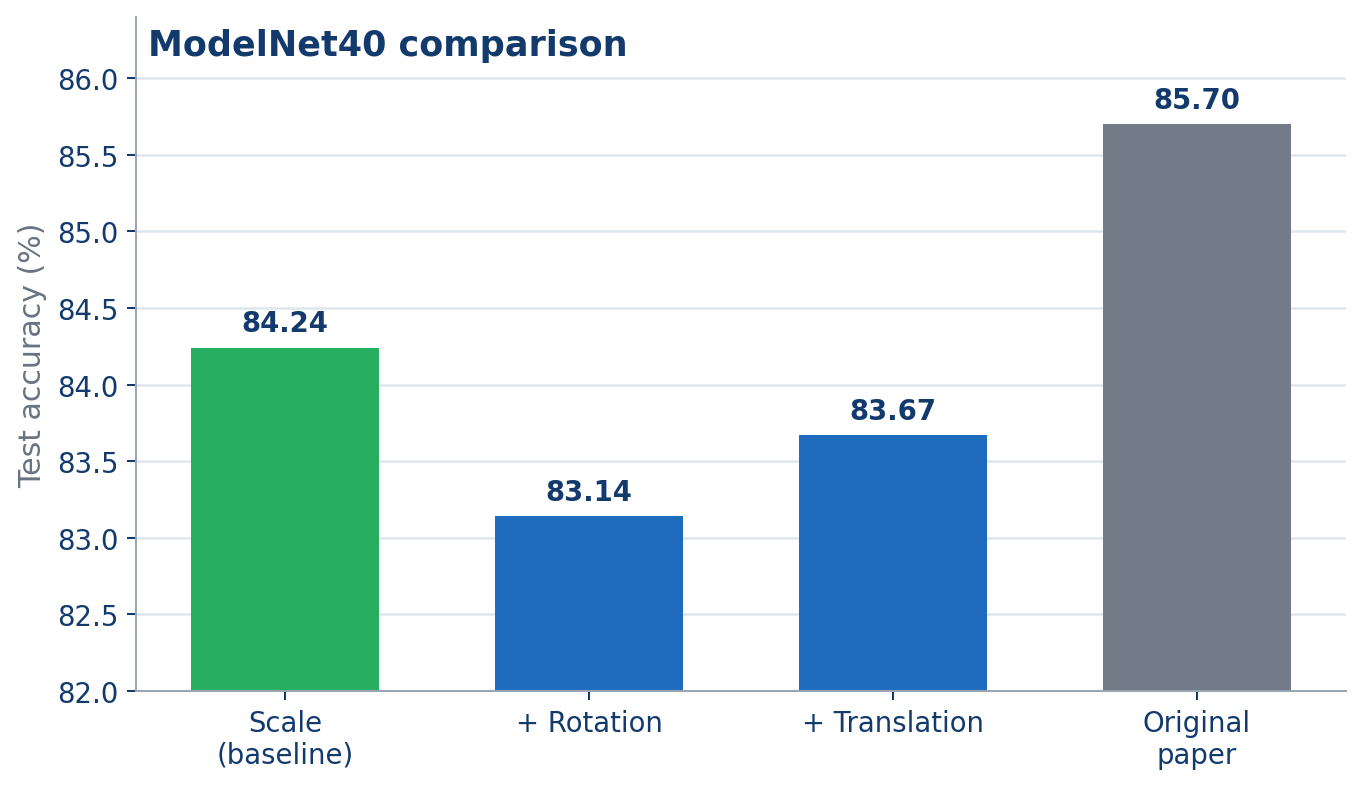 ModelNet40 comparison
Test accuracy (%)
86.0
85.5
85.0
84.5
84.0
83.5
83.0
82.5
82.0
84.24
83.14
83.67
85.70
Scale
(baseline)
+ Rotation
+ Translation
Original
paper